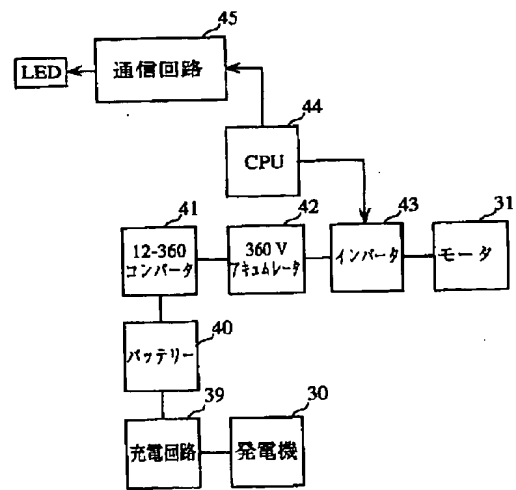 45
LED
通信回路
44
CPU
41
42
43
31
12-360
コンバータ
360 V
アキュムレータ
インバータ
モータ
40
バッテリー
39
30
充電回路
発電機